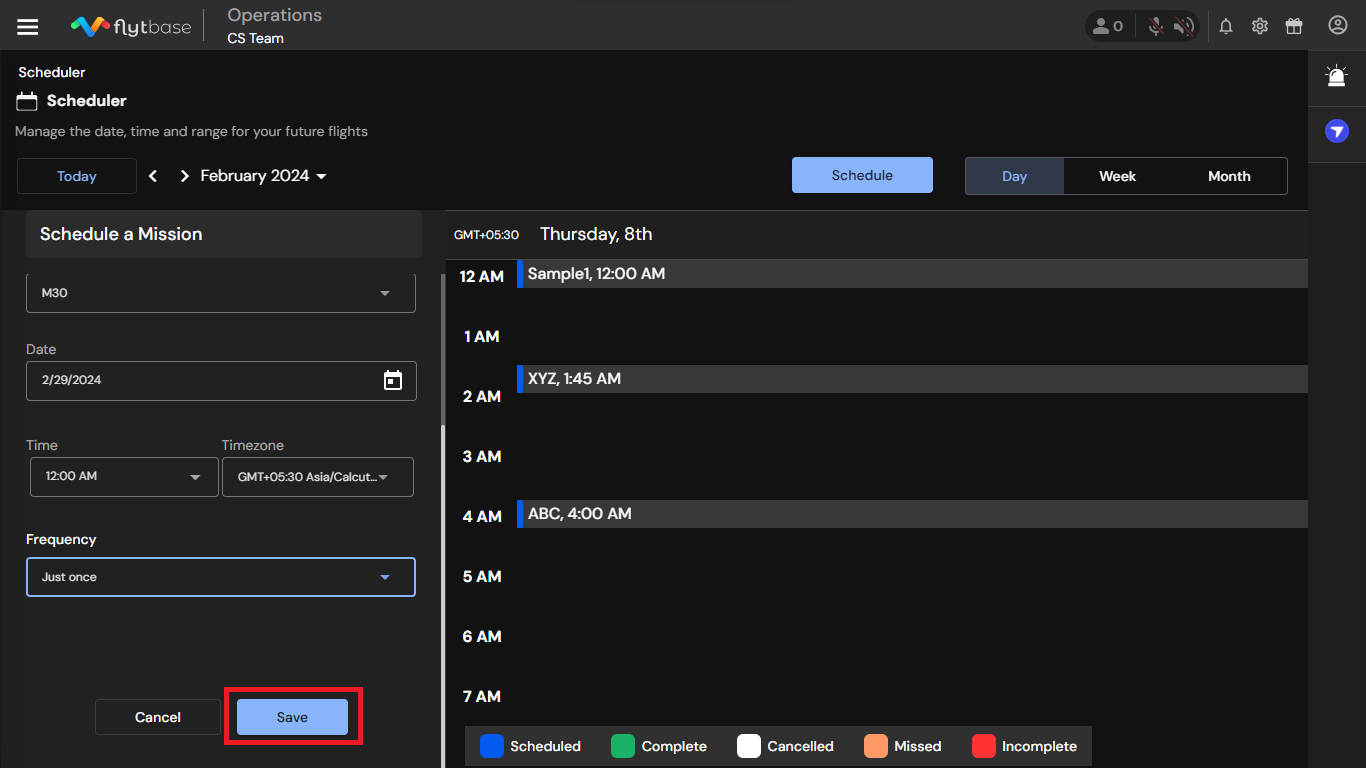 flytbase
Operations
CS Team
0
Scheduler
Scheduler
Manage the date, time and range for your future flights
Today
February 2024
Schedule
Day
Week
Month
Schedule a Mission
M30
Date
2/29/2024
Time
Timezone
12:00 AM
GMT+05:30 Asia/Calcut...
Frequency
Just once
Cancel
Save
GMT+05:30
Thursday, 8th
12 AM
Sample1, 12:00 AM
1 AM
XYZ, 1:45 AM
2 AM
3 AM
4 AM
ABC, 4:00 AM
5 AM
6 AM
7 AM
Scheduled
Complete
Cancelled
Missed
Incomplete